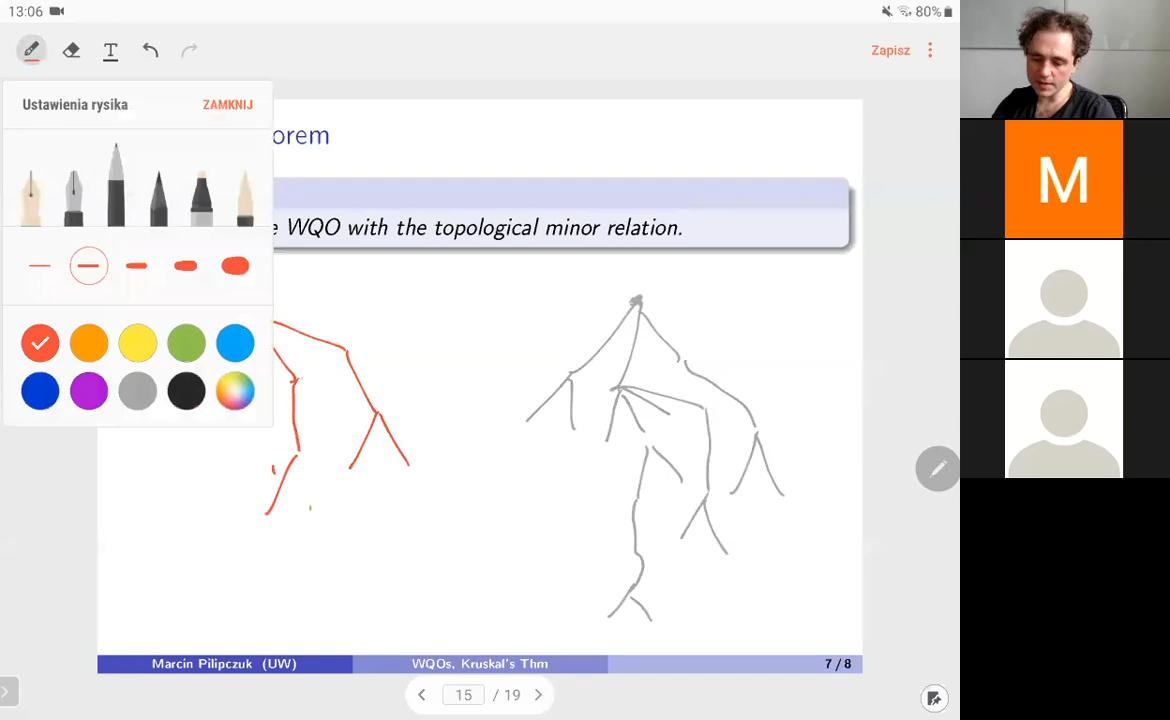 13:06
80%
Zapisz
Ustawienia rysika
ZAMKNIJ
orem
WQO with the topological minor relation.
M
Marcin Pilipczuk (UW)
WQOs, Kruskal's Thm
7 / 8
15 / 19